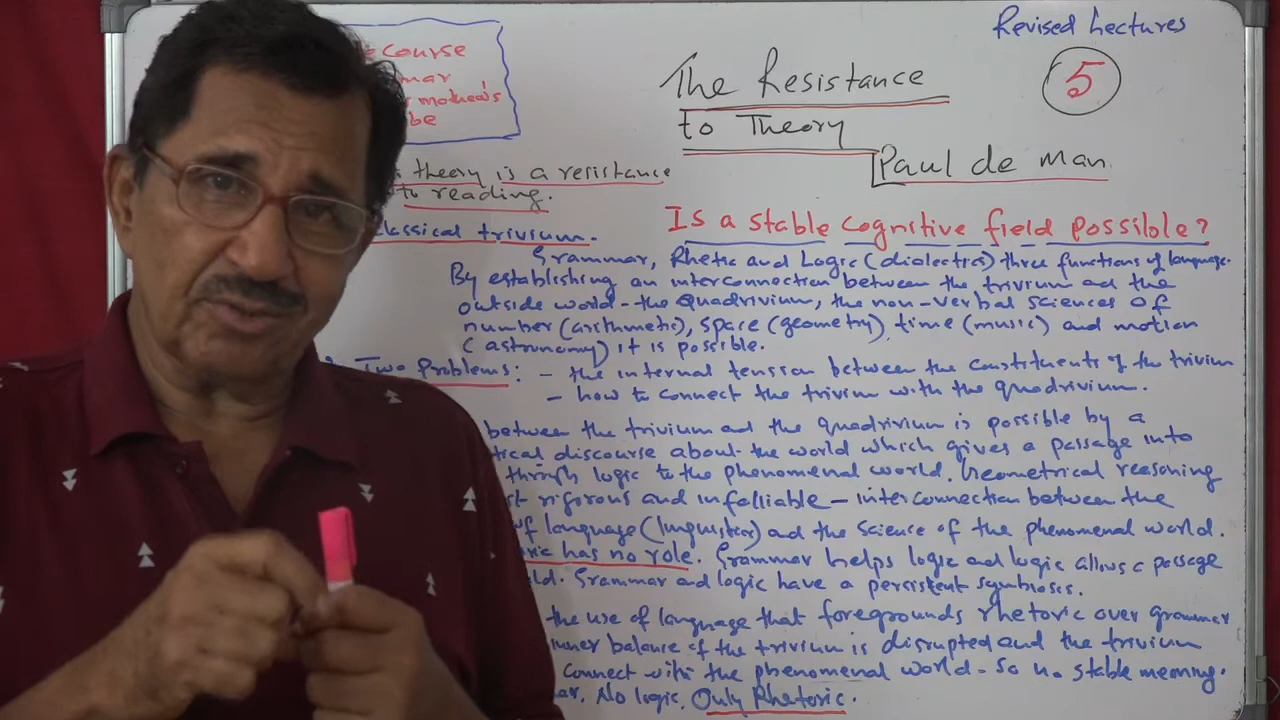 Revised Lectures
5
The Resistance
to Theory
Paul de Man
course
mother's
be
theory is a resistance
to reading.
classical trivium.
Is a stable cognitive field possible?
Grammar, Rhetic and Logic (dialectics) three functions of language.
By establishing an interconnection between the trivium and the
outside world - the Quadrivium, the non-verbal sciences of
number (arithmetic), space (geometry), time (music) and motion
(astronomy) it is possible.
Two Problems: - the internal tension between the constituents of the trivium
- how to connect the trivium with the quadrivium.
between the trivium and the quadrivium is possible by a
discourse about the world which gives a passage into
through logic to the phenomenal world. Geometrical reasoning
rigorous and infalliable - interconnection between the
of language (linguistics) and the science of the phenomenal world.
has no role. Grammar helps logic and logic allows a passage
Grammar and logic have a persistent symbiosis.
the use of language that foregrounds rhetoric over grammar
inner balance of the trivium is disrupted and the trivium
connect with the phenomenal world - So no stable meaning.
No logic. Only Rhetoric.